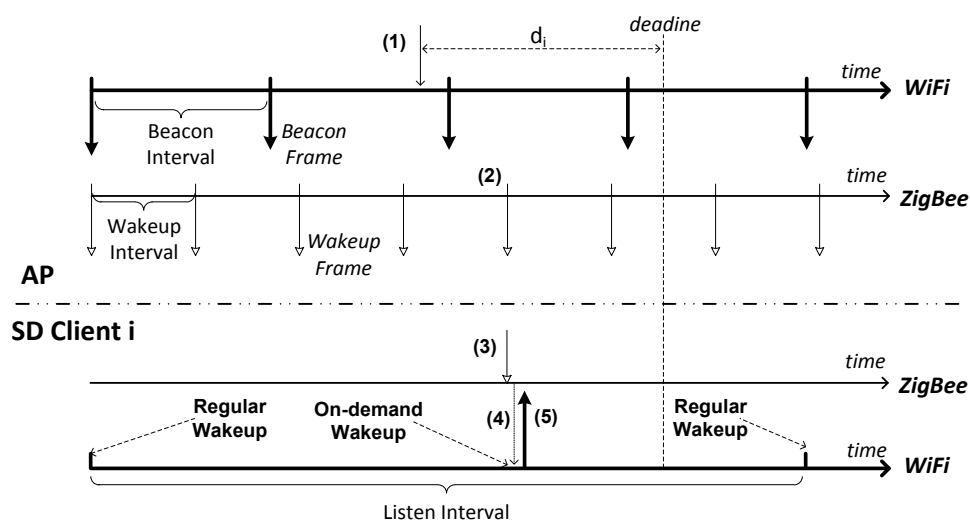 deadine
(1)
di
time
WiFi
Beacon
Interval
Beacon
Frame
(2)
time
ZigBee
Wakeup
Interval
Wakeup
Frame
AP
SD Client i
(3)
time
ZigBee
Regular
Wakeup
On-demand
Wakeup
(4)
(5)
Regular
Wakeup
time
WiFi
Listen Interval